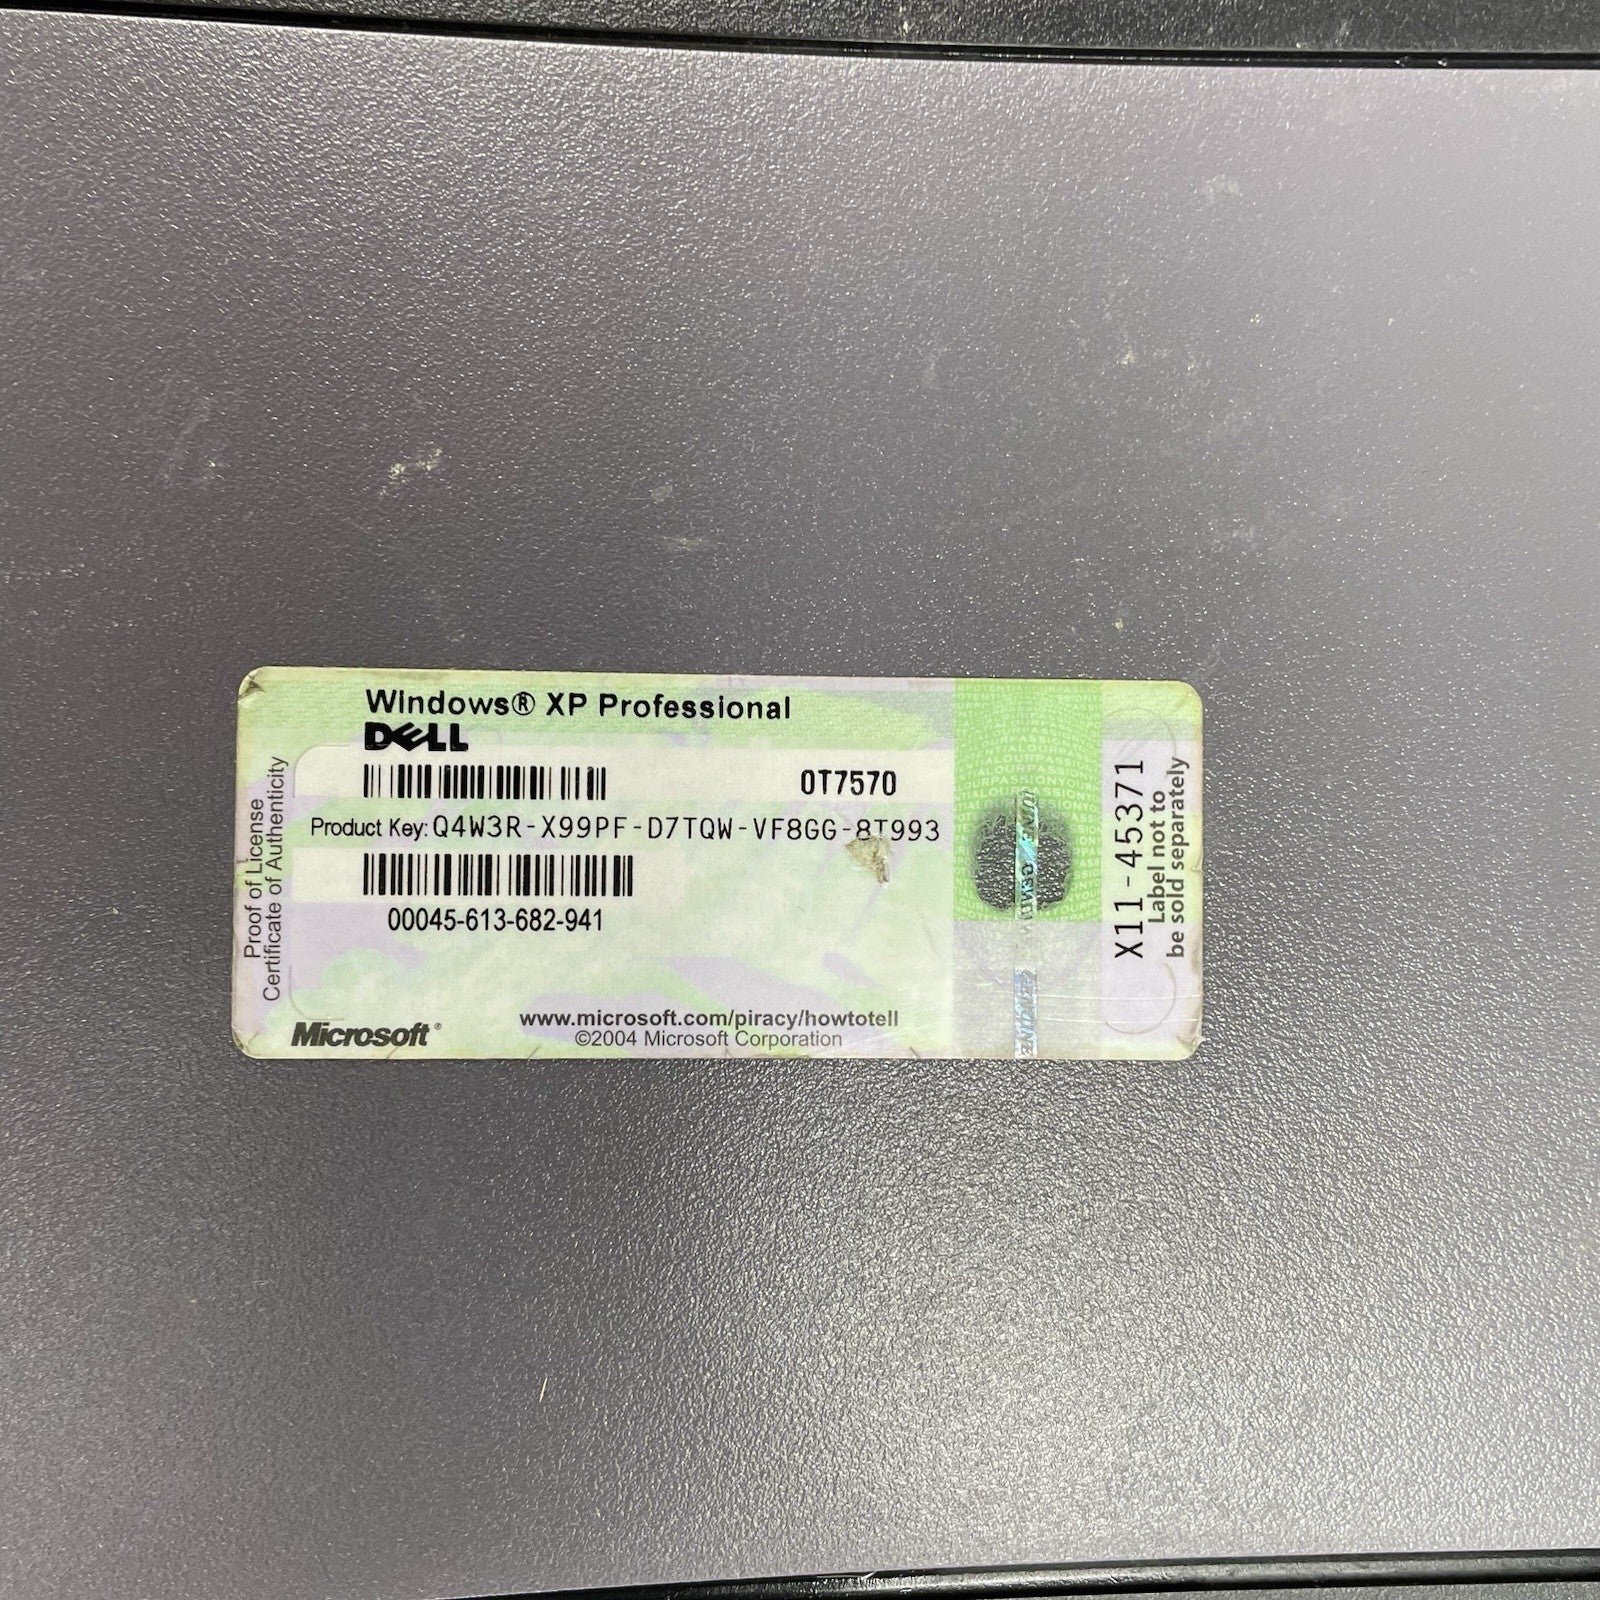 Windows® XP Professional
DELL
0T7570
Product Key: Q4W3R-X99PF-D7TQW-VF8GG-8T993
00045-613-682-941
Proof of License
Certificate of Authenticity
Microsoft®
www.microsoft.com/piracy/howtotell
©2004 Microsoft Corporation
X11-45371
Label not to
be sold separately
GENUINE